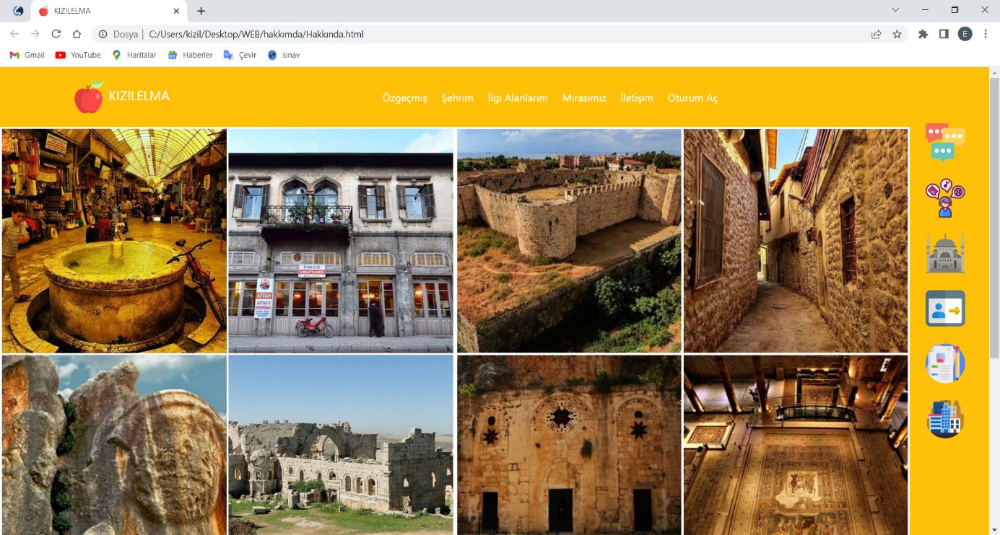 KIZILELMA
Dosya | C:/Users/kizil/Desktop/WEB/hakkımda/Hakkında.html
E
Gmail YouTube Haritalar Haberler Çevir sınav
KIZILELMA
Özgeçmiş Şehrim İlgi Alanlarım Mirasımız İletişim Oturum Aç
İNCİ
KIRAATHANESİ
AFFAN